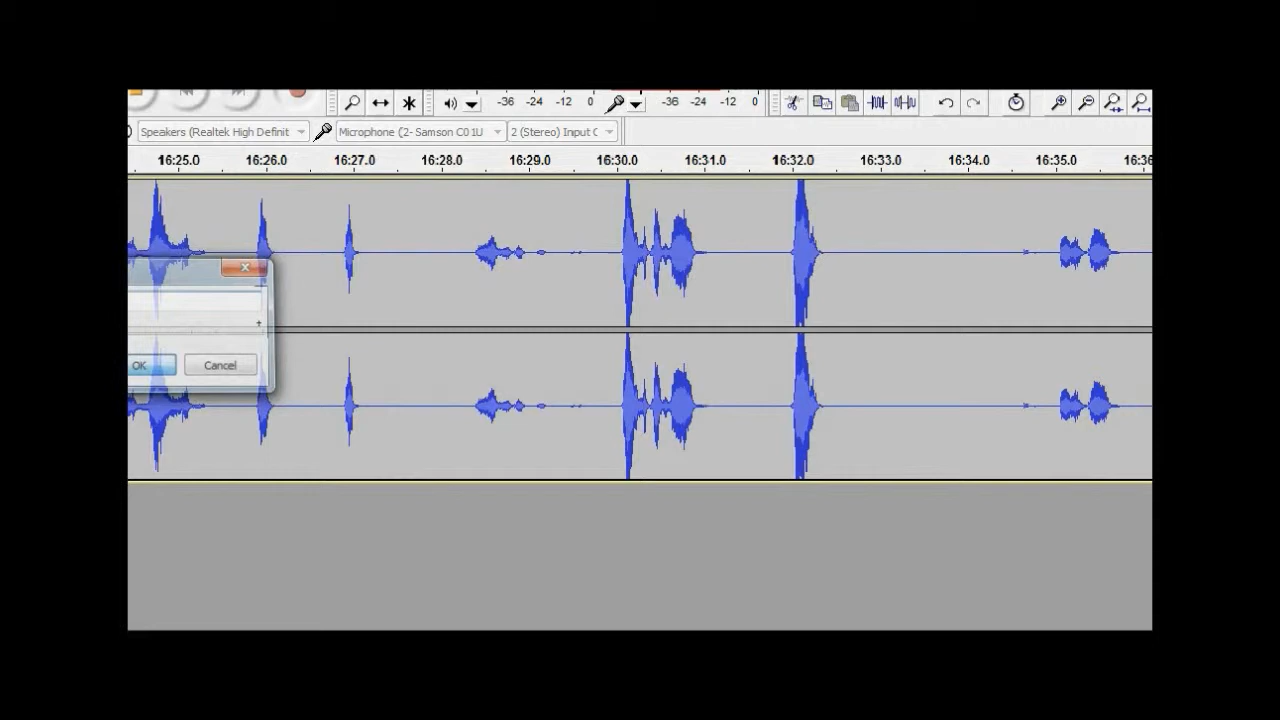 -36 -24 -12 0 -36 -24 -12 0
Speakers (Realtek High Definit Microphone (2- Samson C01U 2 (Stereo) Input C
16:25.0 16:26.0 16:27.0 16:28.0 16:29.0 16:30.0 16:31.0 16:32.0 16:33.0 16:34.0 16:35.0 16:36
OK Cancel